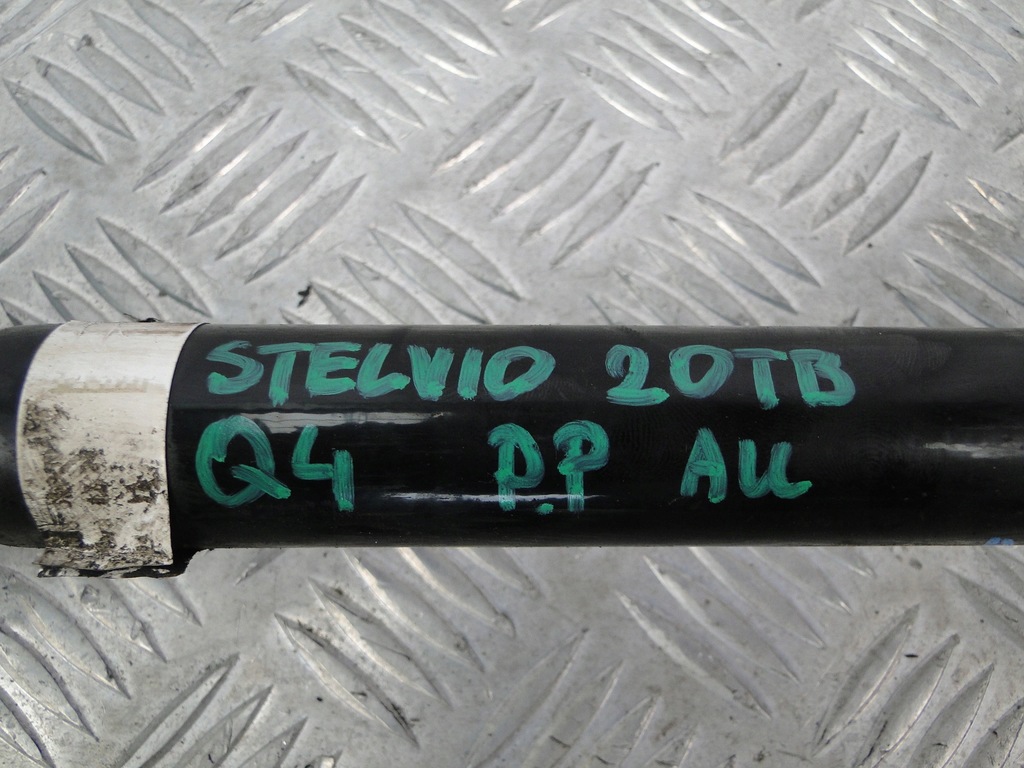 STELVIO 20TB
Q4 P.P AU